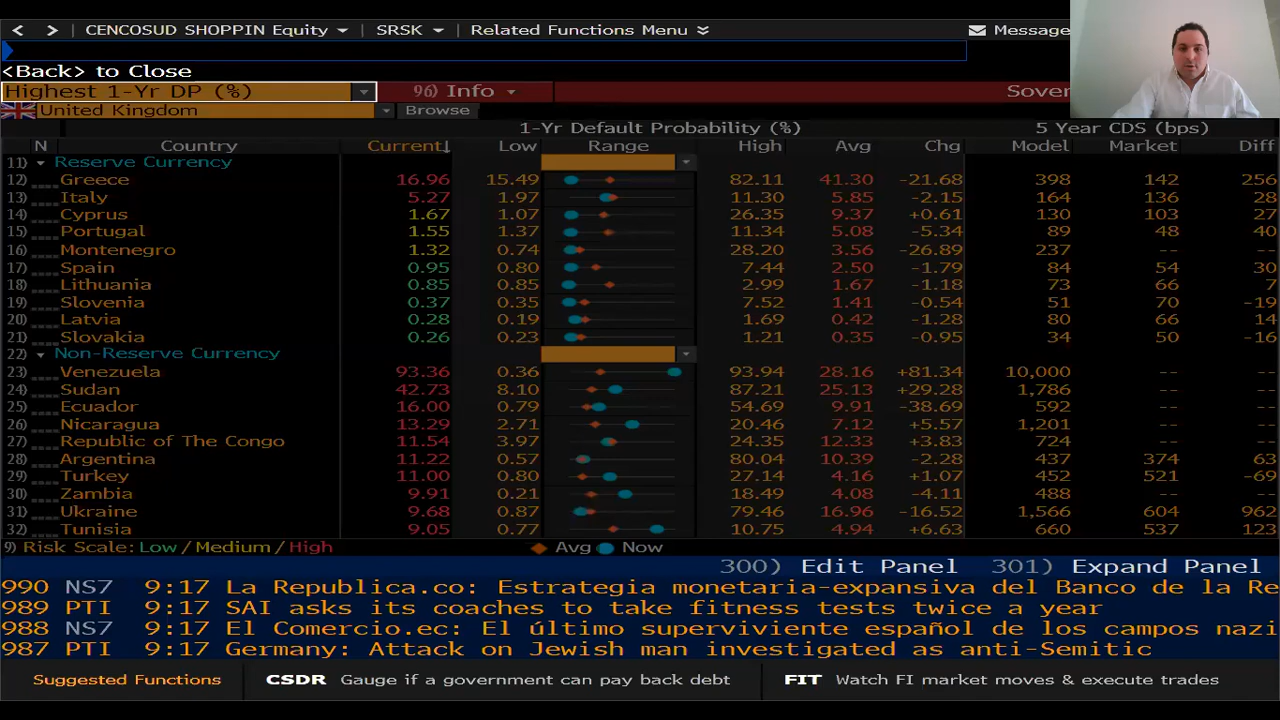 < > CENCOSUD SHOPPIN Equity SRSK Related Functions Menu Message
<Back> to Close
Highest 1-Yr DP (%) 96) Info Sover
United Kingdom Browse
1-Yr Default Probability (%) 5 Year CDS (bps)
N Country Current↓ Low Range High Avg Chg Model Market Diff
11) Reserve Currency
12) Greece 16.96 15.49 82.11 41.30 -21.68 398 142 256
13) Italy 5.27 1.97 11.30 5.85 -2.15 164 136 28
14) Cyprus 1.67 1.07 26.35 9.37 +0.61 130 103 27
15) Portugal 1.55 1.37 11.34 5.08 -5.34 89 48 40
16) Montenegro 1.32 0.74 28.20 3.56 -26.89 237 -- --
17) Spain 0.95 0.80 7.44 2.50 -1.79 84 54 30
18) Lithuania 0.85 0.85 2.99 1.67 -1.18 73 66 7
19) Slovenia 0.37 0.35 7.52 1.41 -0.54 51 70 -19
20) Latvia 0.28 0.19 1.69 0.42 -1.28 80 66 14
21) Slovakia 0.26 0.23 1.21 0.35 -0.95 34 50 -16
22) Non-Reserve Currency
23) Venezuela 93.36 0.36 93.94 28.16 +81.34 10,000 -- --
24) Sudan 42.73 8.10 87.21 25.13 +29.28 1,786 -- --
25) Ecuador 16.00 0.79 54.69 9.91 -38.69 592 -- --
26) Nicaragua 13.29 2.71 20.46 7.12 +5.57 1,201 -- --
27) Republic of The Congo 11.54 3.97 24.35 12.33 +3.83 724 -- --
28) Argentina 11.22 0.57 80.04 10.39 -2.28 437 374 63
29) Turkey 11.00 0.80 27.14 4.16 +1.07 452 521 -69
30) Zambia 9.91 0.21 18.49 4.08 -4.11 488 -- --
31) Ukraine 9.68 0.87 79.46 16.96 -16.52 1,566 604 962
32) Tunisia 9.05 0.77 10.75 4.94 +6.63 660 537 123
9) Risk Scale: Low / Medium / High Avg Now
300) Edit Panel 301) Expand Panel
990 NS7 9:17 La Republica.co: Estrategia monetaria-expansiva del Banco de la Re
989 PTI 9:17 SAI asks its coaches to take fitness tests twice a year
988 NS7 9:17 El Comercio.ec: El último superviviente español de los campos nazi
987 PTI 9:17 Germany: Attack on Jewish man investigated as anti-Semitic
Suggested Functions CSDR Gauge if a government can pay back debt FIT Watch FI market moves & execute trades